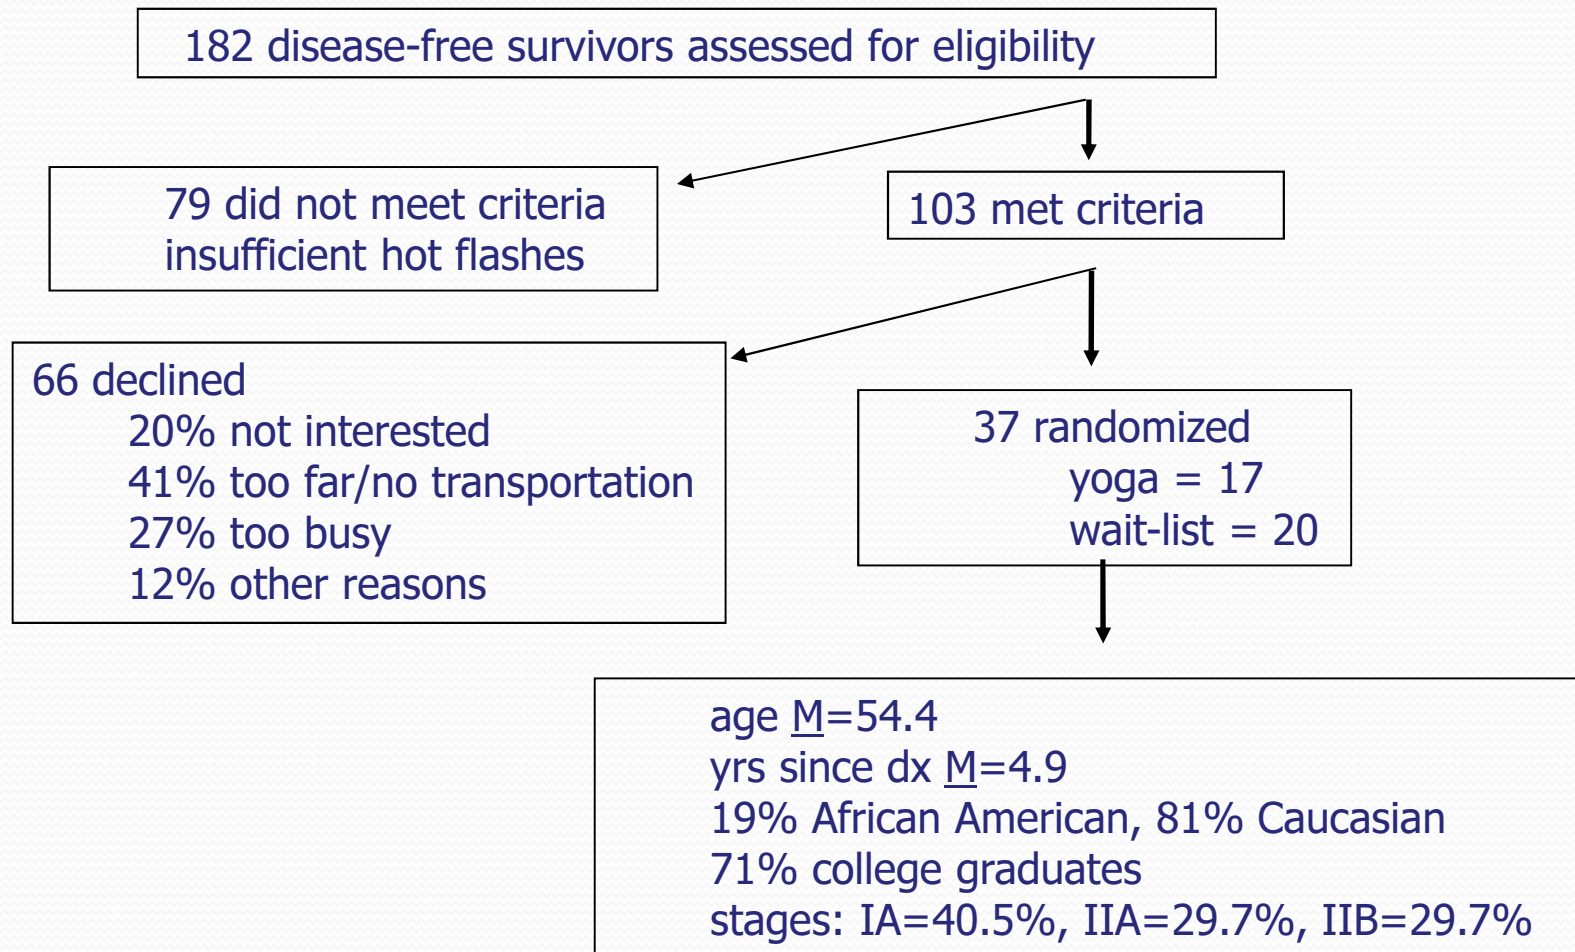 182 disease-free survivors assessed for eligibility
79 did not meet criteria
insufficient hot flashes
103 met criteria
66 declined
20% not interested
41% too far/no transportation
27% too busy
12% other reasons
37 randomized
yoga = 17
wait-list = 20
age M=54.4
yrs since dx M=4.9
19% African American, 81% Caucasian
71% college graduates
stages: IA=40.5%, IIA=29.7%, IIB=29.7%